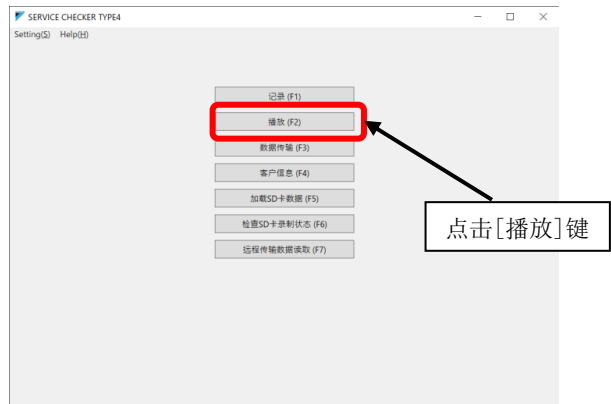 SERVICE CHECKER TYPE4
Setting(S) Help(H)
记录 (F1)
播放 (F2)
数据传输 (F3)
客户信息 (F4)
加载SD卡数据 (F5)
检查SD卡录制状态 (F6)
远程传输数据读取 (F7)
点击[播放]键